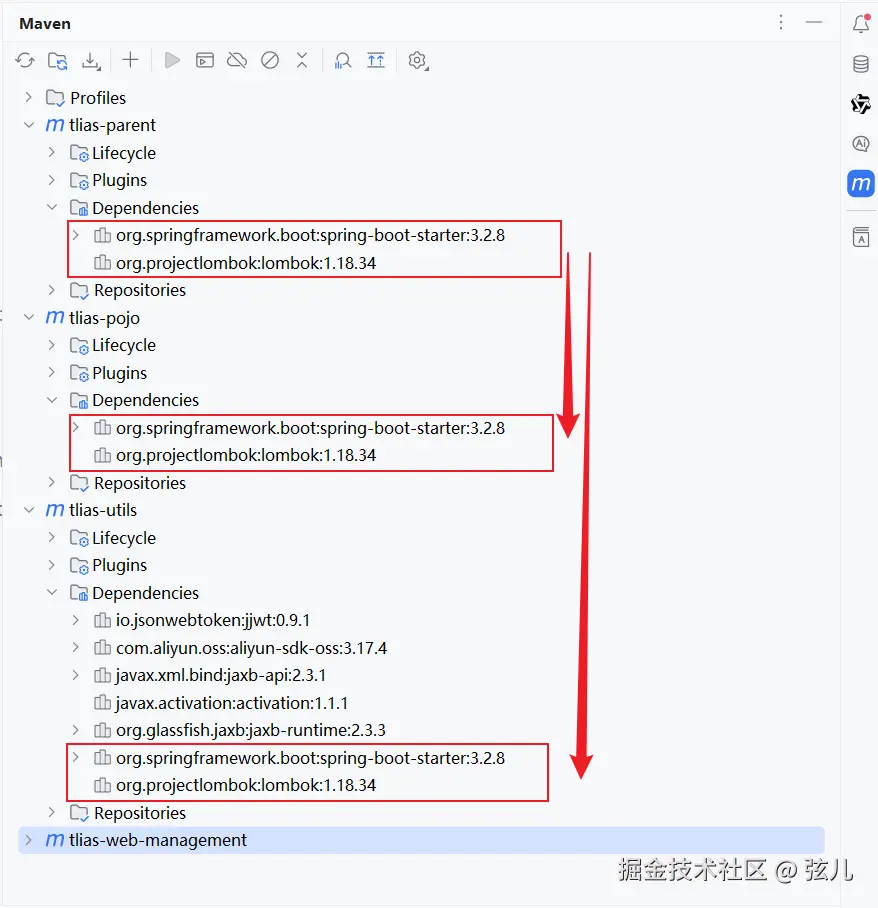 Maven
Profiles
m tlias-parent
Lifecycle
Plugins
Dependencies
org.springframework.boot:spring-boot-starter:3.2.8
org.projectlombok:lombok:1.18.34
Repositories
m tlias-pojo
Lifecycle
Plugins
Dependencies
org.springframework.boot:spring-boot-starter:3.2.8
org.projectlombok:lombok:1.18.34
Repositories
m tlias-utils
Lifecycle
Plugins
Dependencies
io.jsonwebtoken:jjwt:0.9.1
com.aliyun.oss:aliyun-sdk-oss:3.17.4
javax.xml.bind:jaxb-api:2.3.1
javax.activation:activation:1.1.1
org.glassfish.jaxb:jaxb-runtime:2.3.3
org.springframework.boot:spring-boot-starter:3.2.8
org.projectlombok:lombok:1.18.34
Repositories
m tlias-web-management
Ai
m
A
掘金技术社区 @ 弦儿